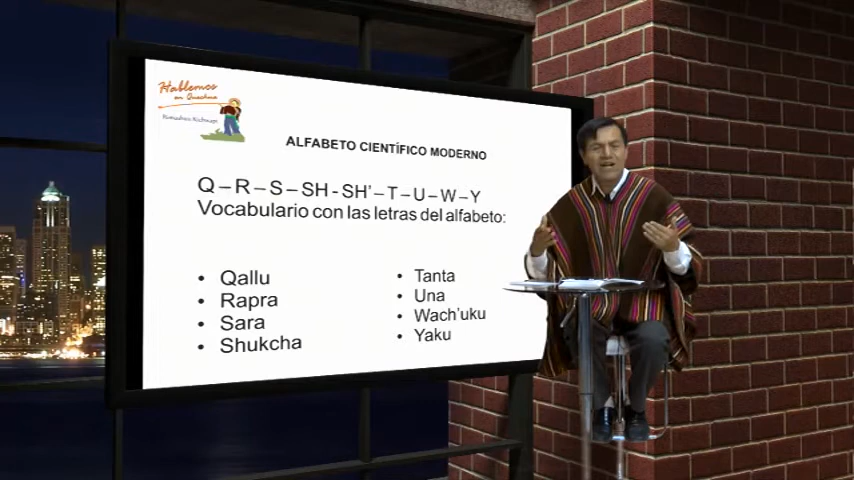 Hablemos
en Quechua
ALFABETO CIENTÍFICO MODERNO
Q – R – S – SH - SH' – T – U – W – Y
Vocabulario con las letras del alfabeto:
• Qallu
• Rapra
• Sara
• Shukcha
• Tanta
• Una
• Wach'uku
• Yaku